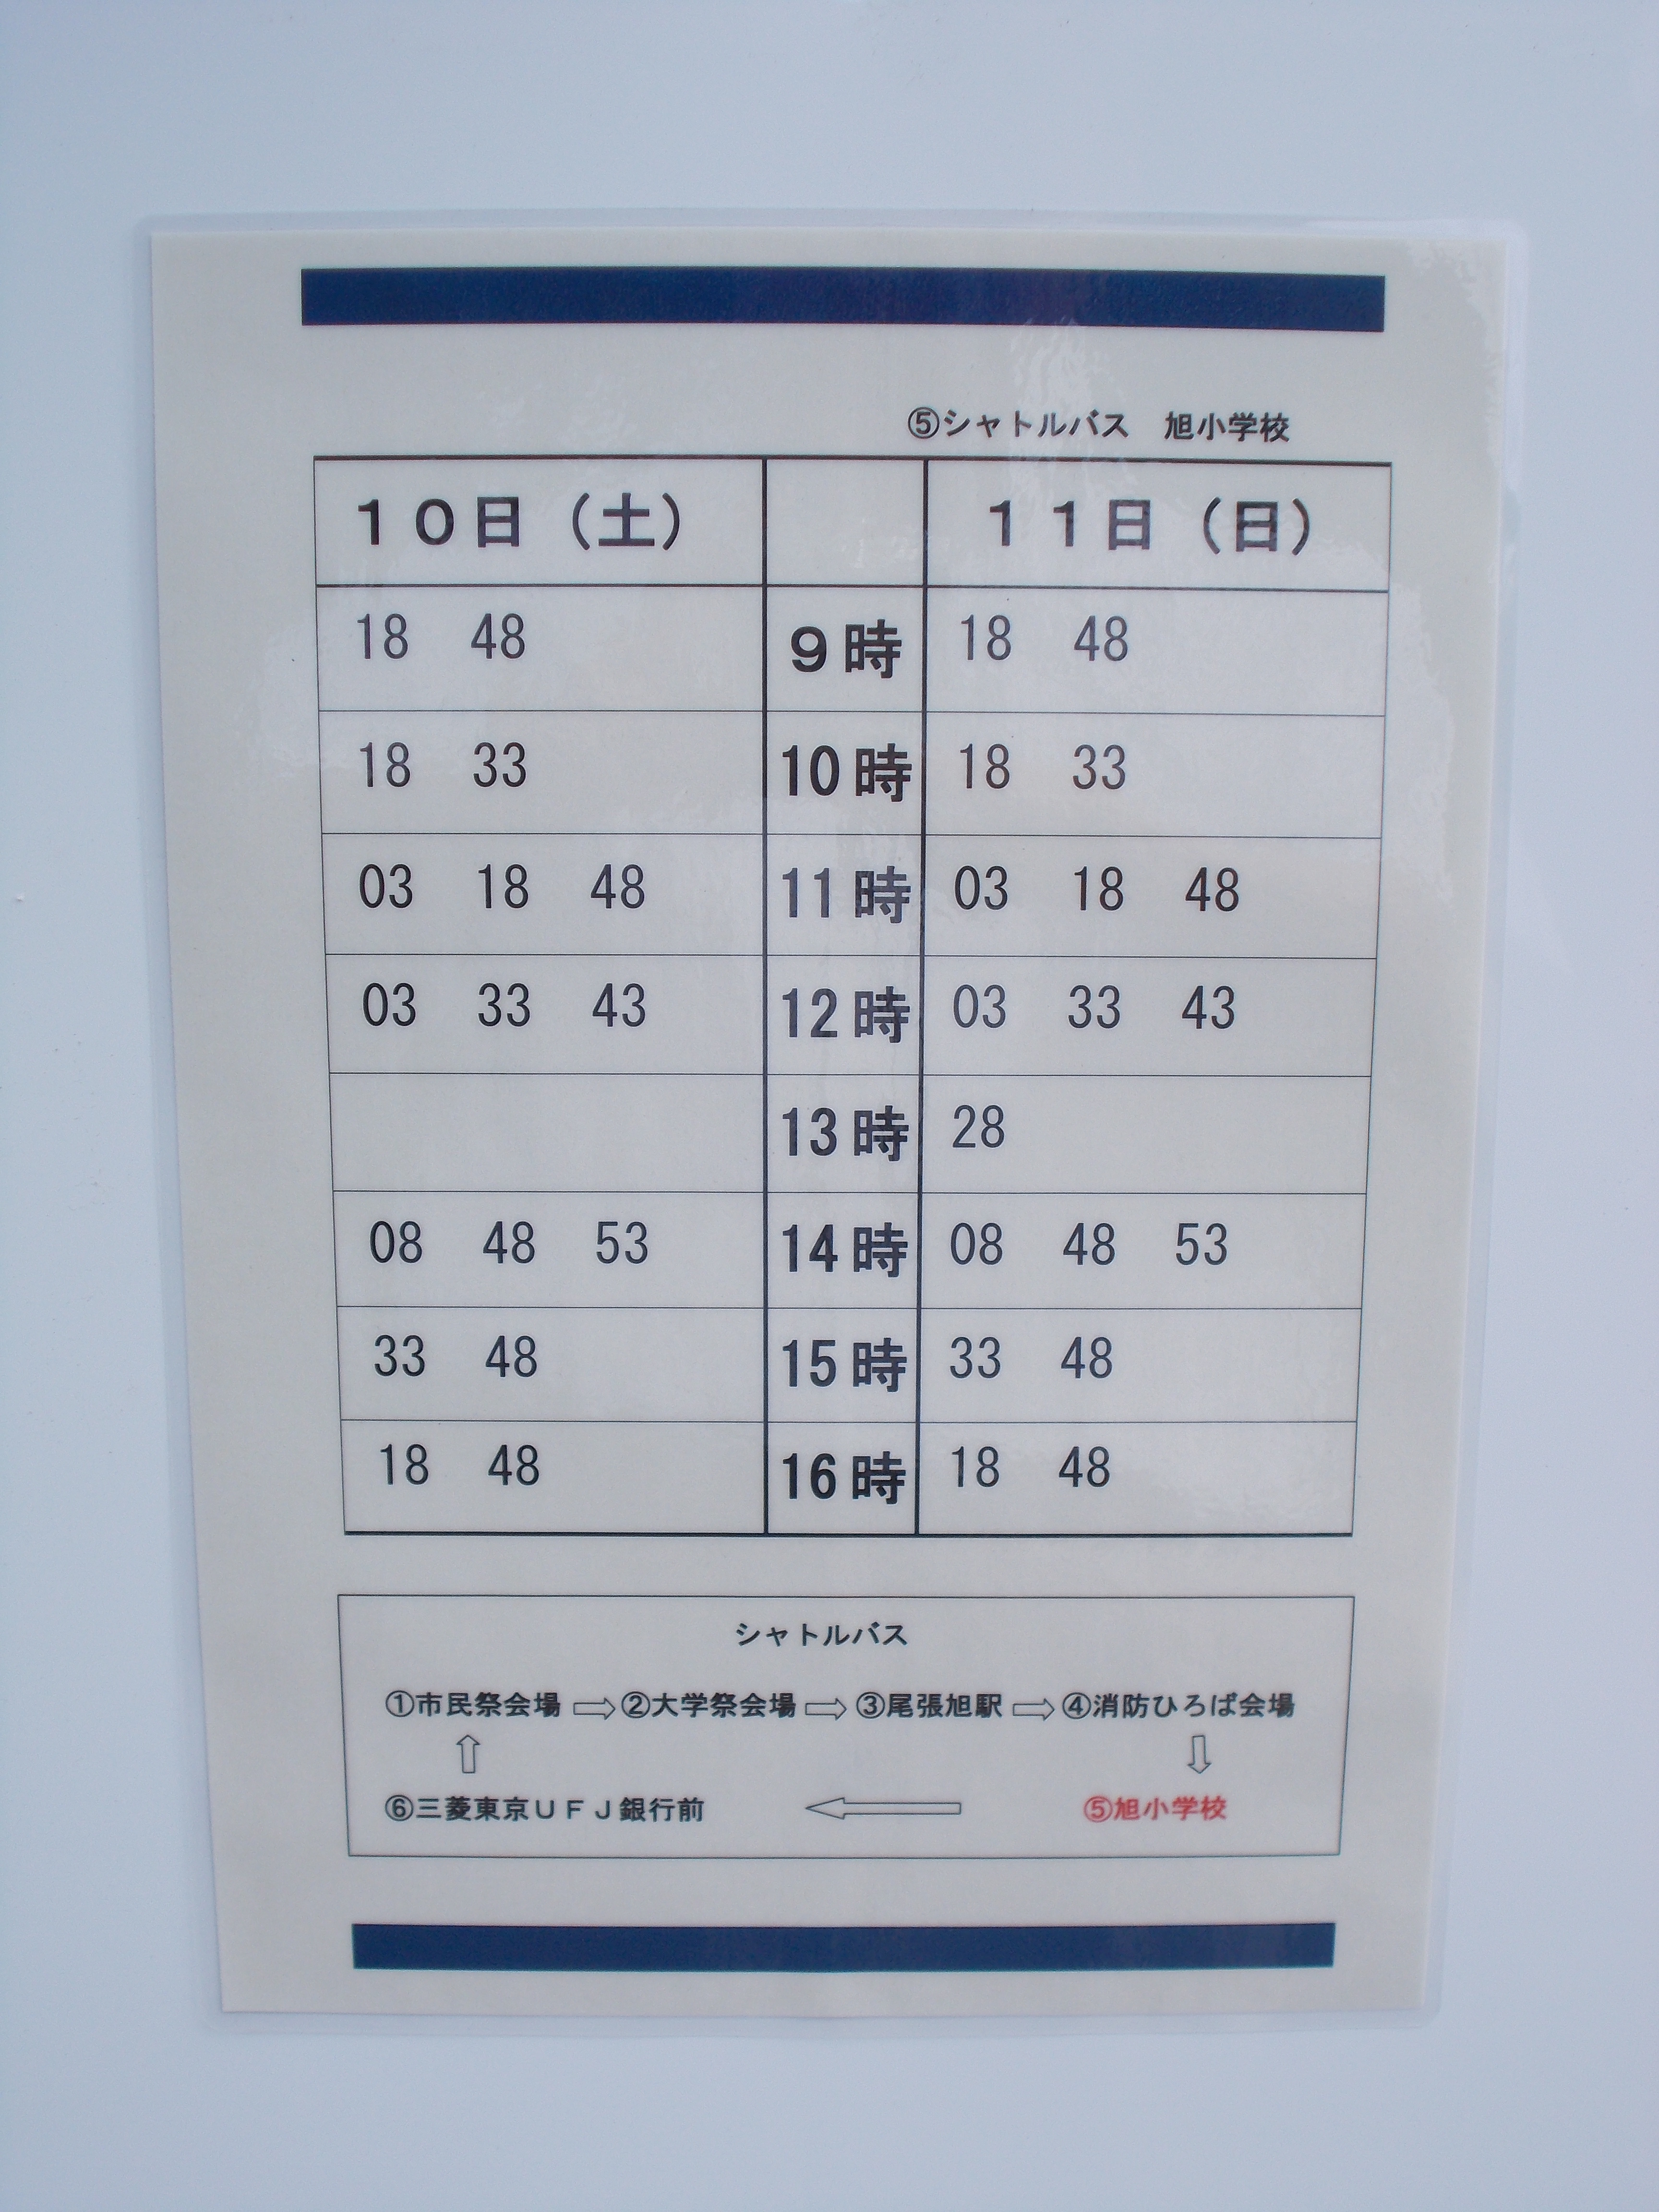 ⑤シャトルバス　旭小学校
１０日（土）　１１日（日）
18 48 9時 18 48
18 33 10時 18 33
03 18 48 11時 03 18 48
03 33 43 12時 03 33 43
13時 28
08 48 53 14時 08 48 53
33 48 15時 33 48
18 48 16時 18 48
シャトルバス
①市民祭会場⇨②大学祭会場⇨③尾張旭駅⇨④消防ひろば会場
⑥三菱東京ＵＦＪ銀行前 ⑤旭小学校